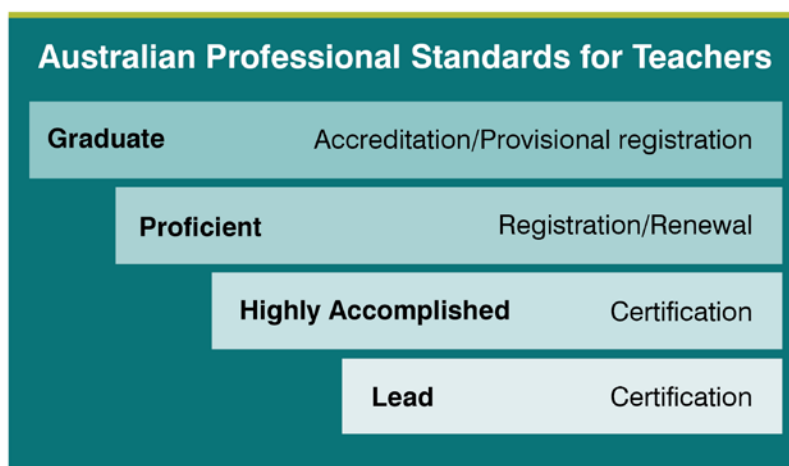 Australian Professional Standards for Teachers
Graduate Accreditation/Provisional registration
Proficient Registration/Renewal
Highly Accomplished Certification
Lead Certification